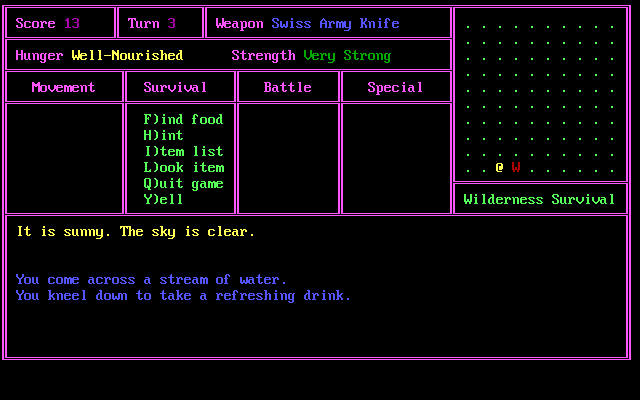 Score 13
Turn 3
Weapon Swiss Army Knife
Hunger Well-Nourished
Strength Very Strong
Movement
Survival
Battle
Special
F)ind food
H)int
I)tem list
L)ook item
Q)uit game
Y)ell
. . . . . . . . . .
. . . . . . . . . .
. . . . . . . . . .
. . . . . . . . . .
. . . . . . . . . .
. . . . . . . . . .
. . . . . . . . . .
. . . . . . . . . .
. . . . . . . . . .
. . @ W . . . . . .
Wilderness Survival
It is sunny. The sky is clear.
You come across a stream of water.
You kneel down to take a refreshing drink.